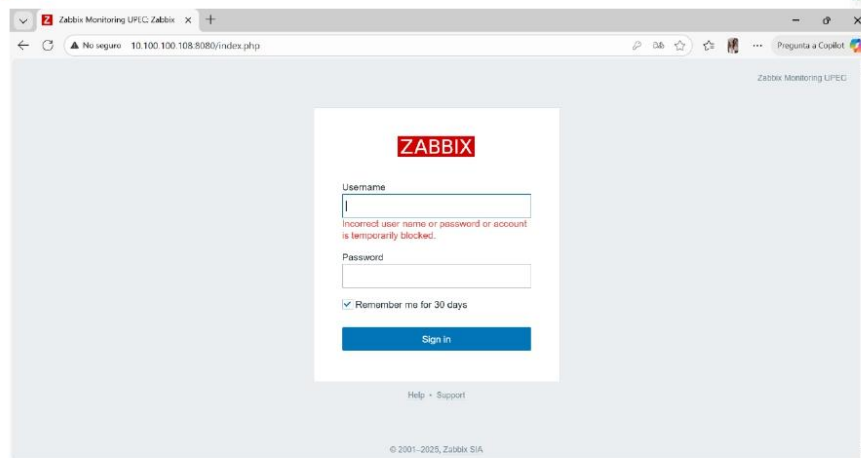 Zabbix Monitoring UPEC: Zabbix
No seguro 10.100.100.108:8080/index.php
Pregunta a Copilot
Zabbix Monitoring UPEC
ZABBIX
Username
Incorrect user name or password or account
is temporarily blocked.
Password
Remember me for 30 days
Sign in
Help • Support
© 2001–2025, Zabbix SIA